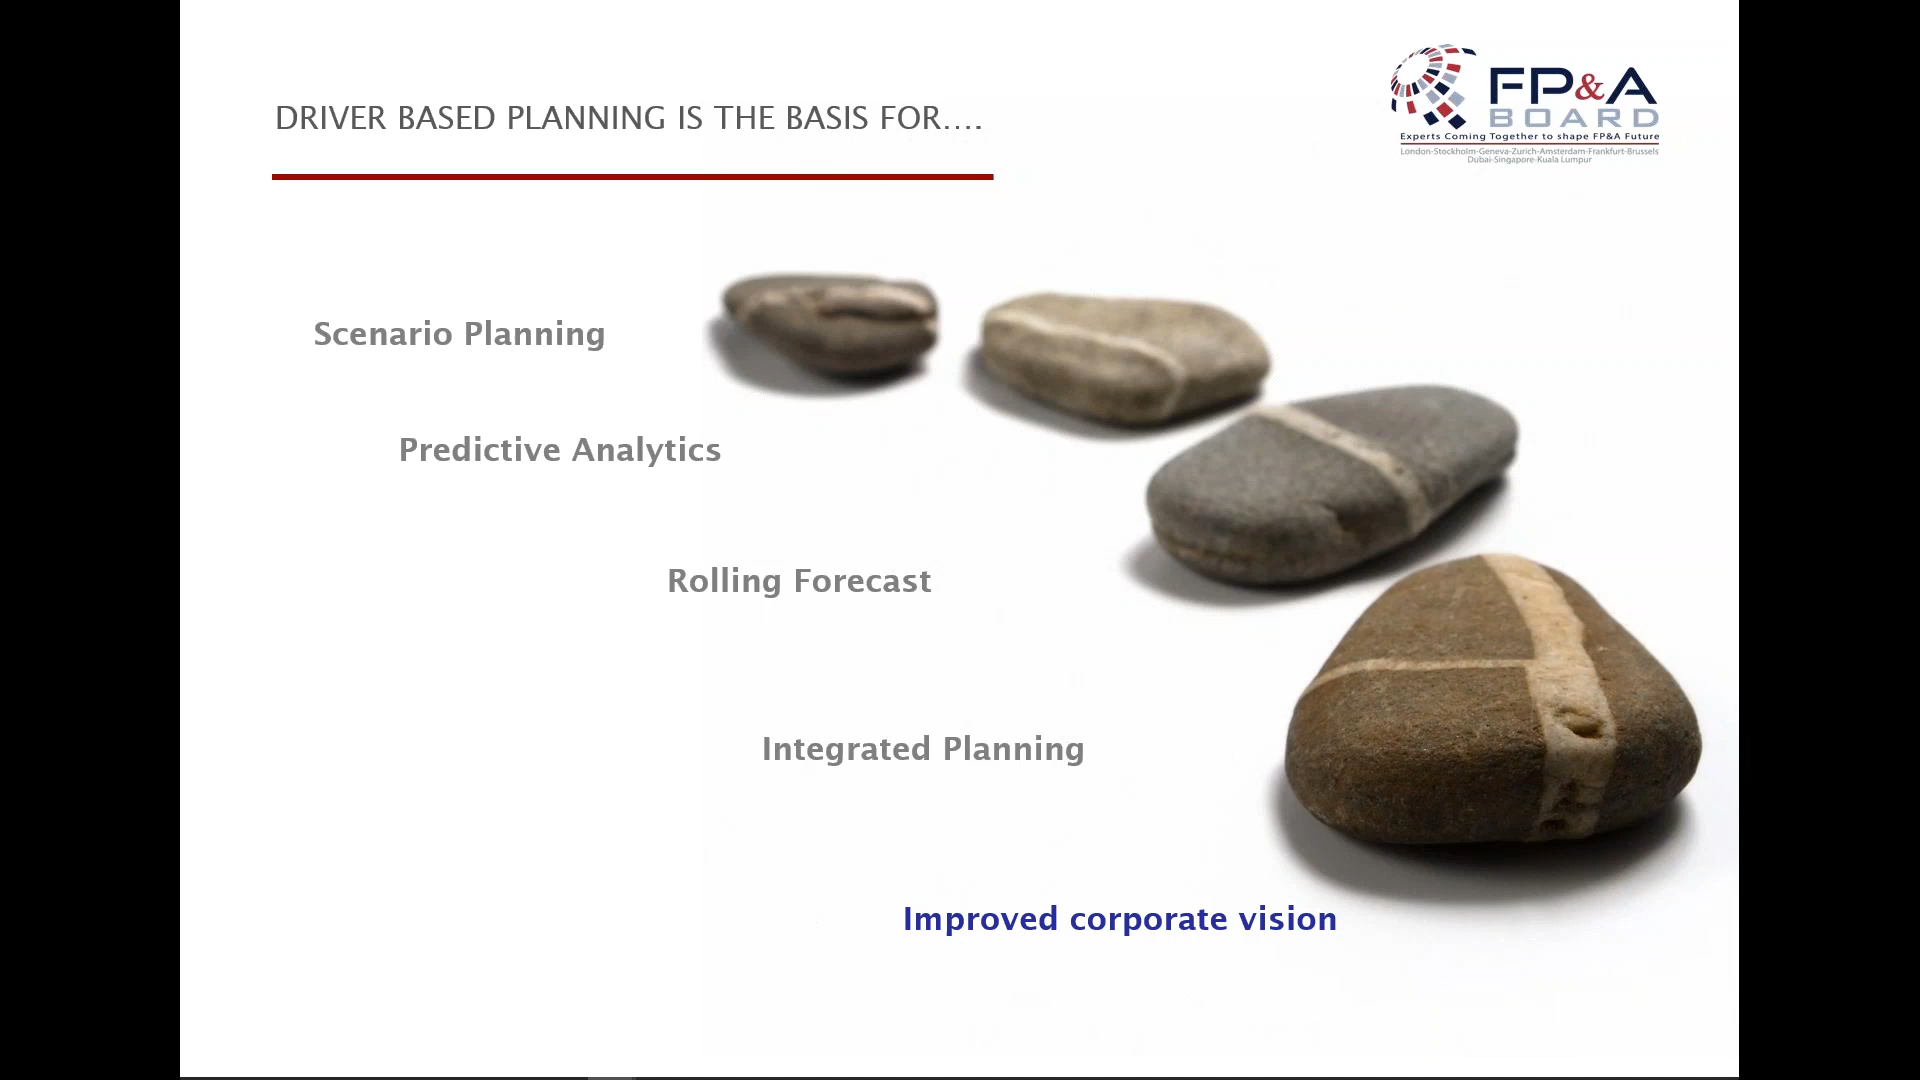 DRIVER BASED PLANNING IS THE BASIS FOR....
FP&A
BOARD
Experts Coming Together to shape FP&A Future
London-Stockholm-Geneva-Zurich-Amsterdam-Frankfurt-Brussels
Dubai-Singapore-Kuala Lumpur
Scenario Planning
Predictive Analytics
Rolling Forecast
Integrated Planning
Improved corporate vision